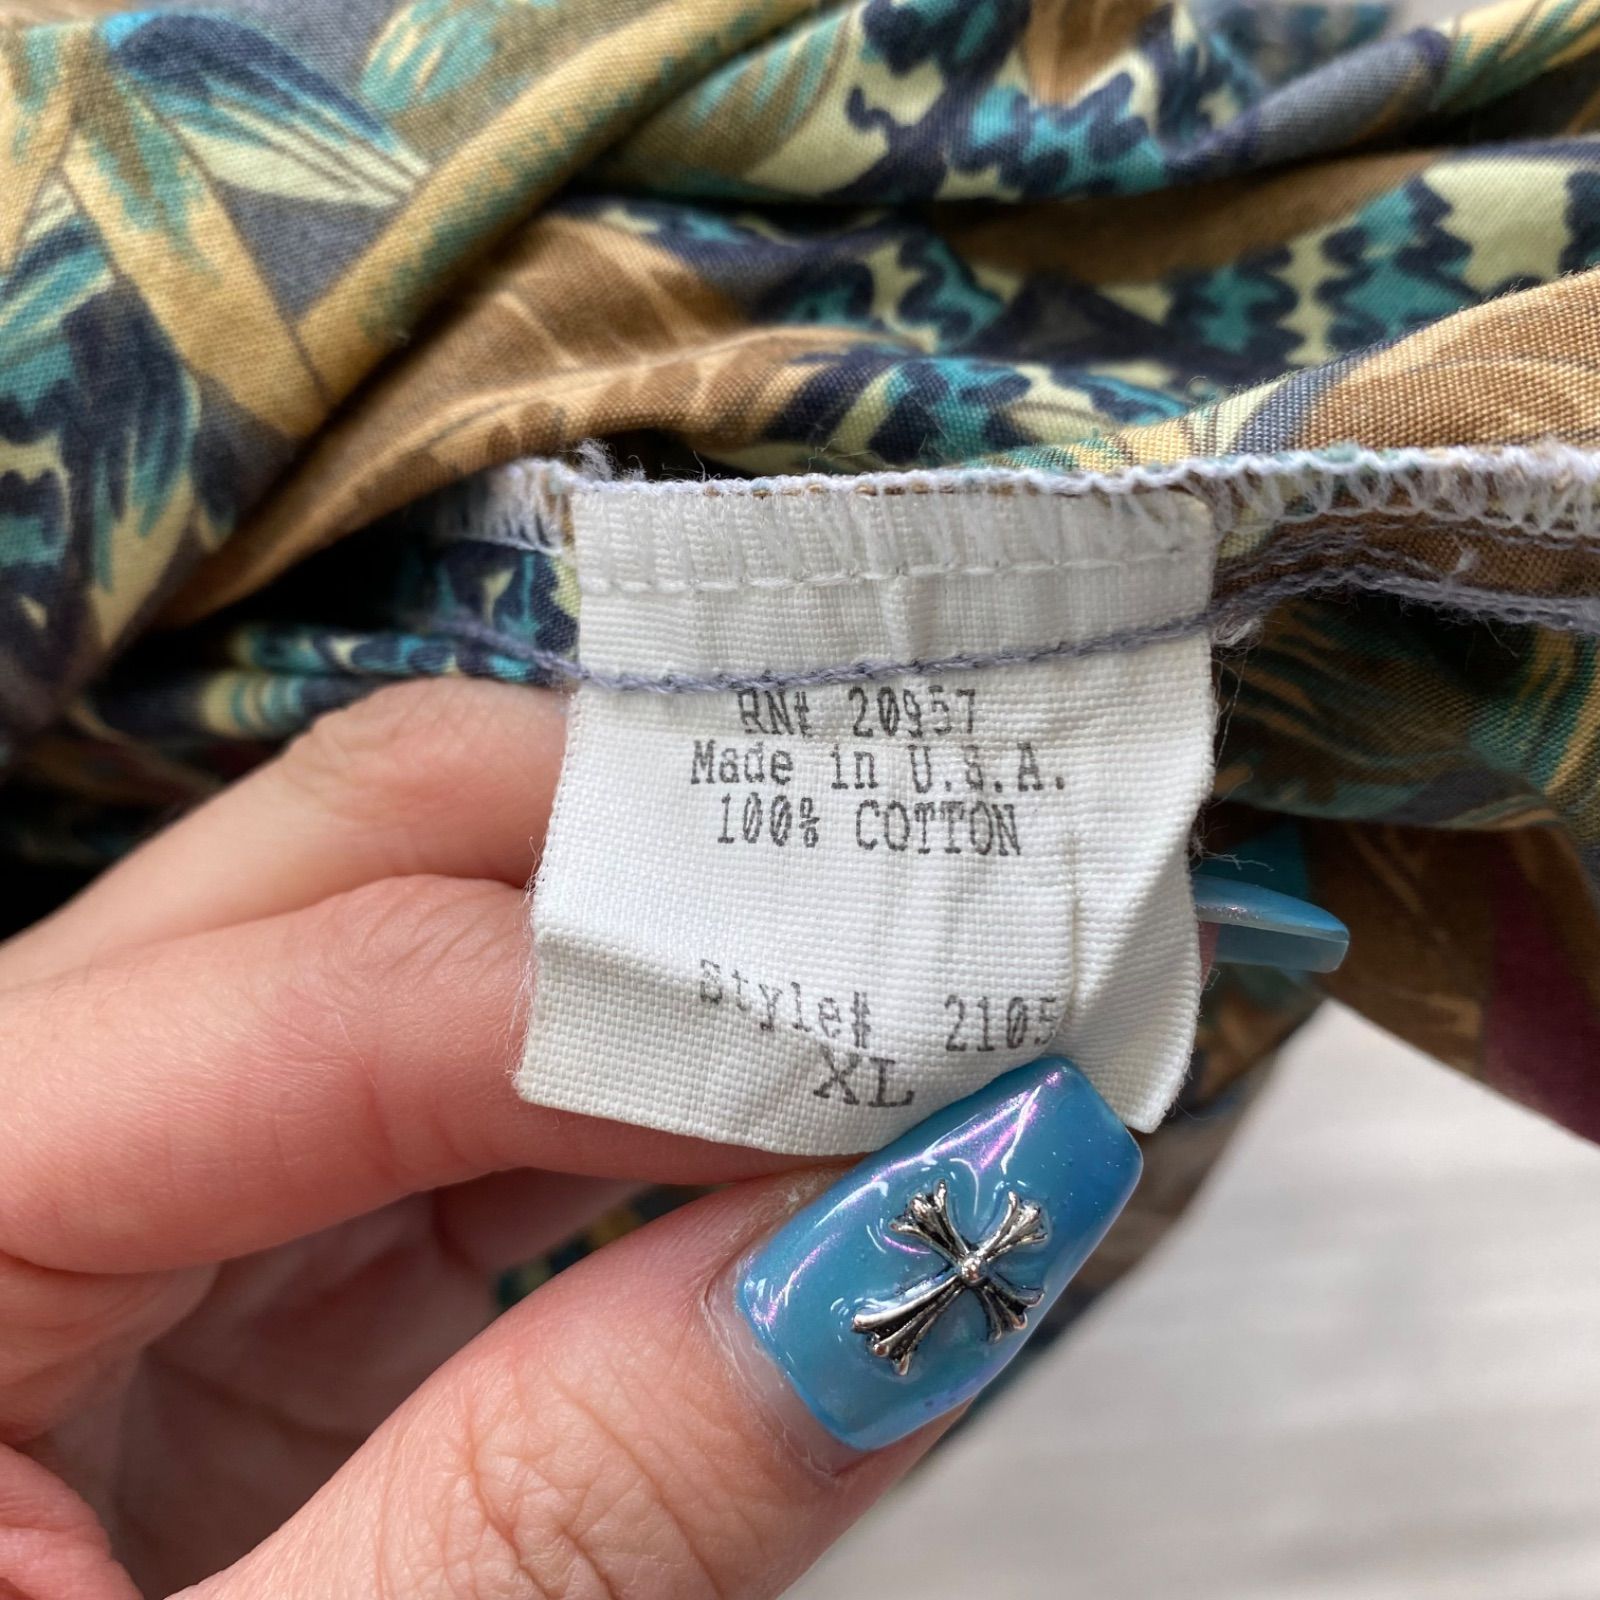 RN# 20957
Made in U.S.A.
100% COTTON
Style# 2105
XL